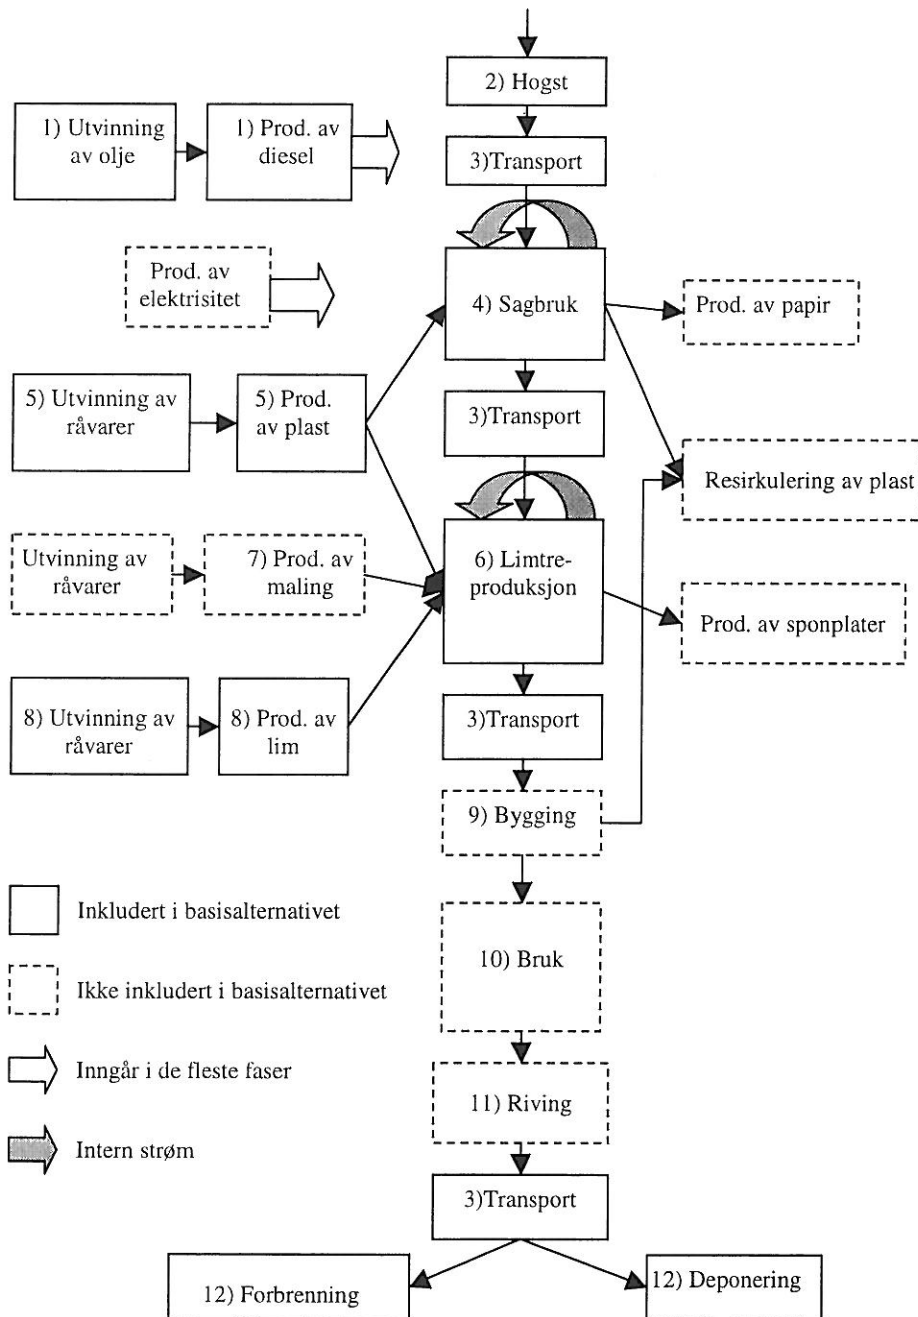 2) Hogst
1) Utvinning
av olje
1) Prod. av
diesel
3)Transport
Prod. av
elektrisitet
4) Sagbruk
Prod. av papir
5) Utvinning av
råvarer
5) Prod.
av plast
3)Transport
Resirkulering av plast
Utvinning av
råvarer
7) Prod. av
maling
6) Limtre-
produksjon
Prod. av sponplater
8) Utvinning av
råvarer
8) Prod. av
lim
3)Transport
9) Bygging
Inkludert i basisalternativet
10) Bruk
Ikke inkludert i basisalternativet
Inngår i de fleste faser
11) Riving
Intern strøm
3)Transport
12) Forbrenning
12) Deponering